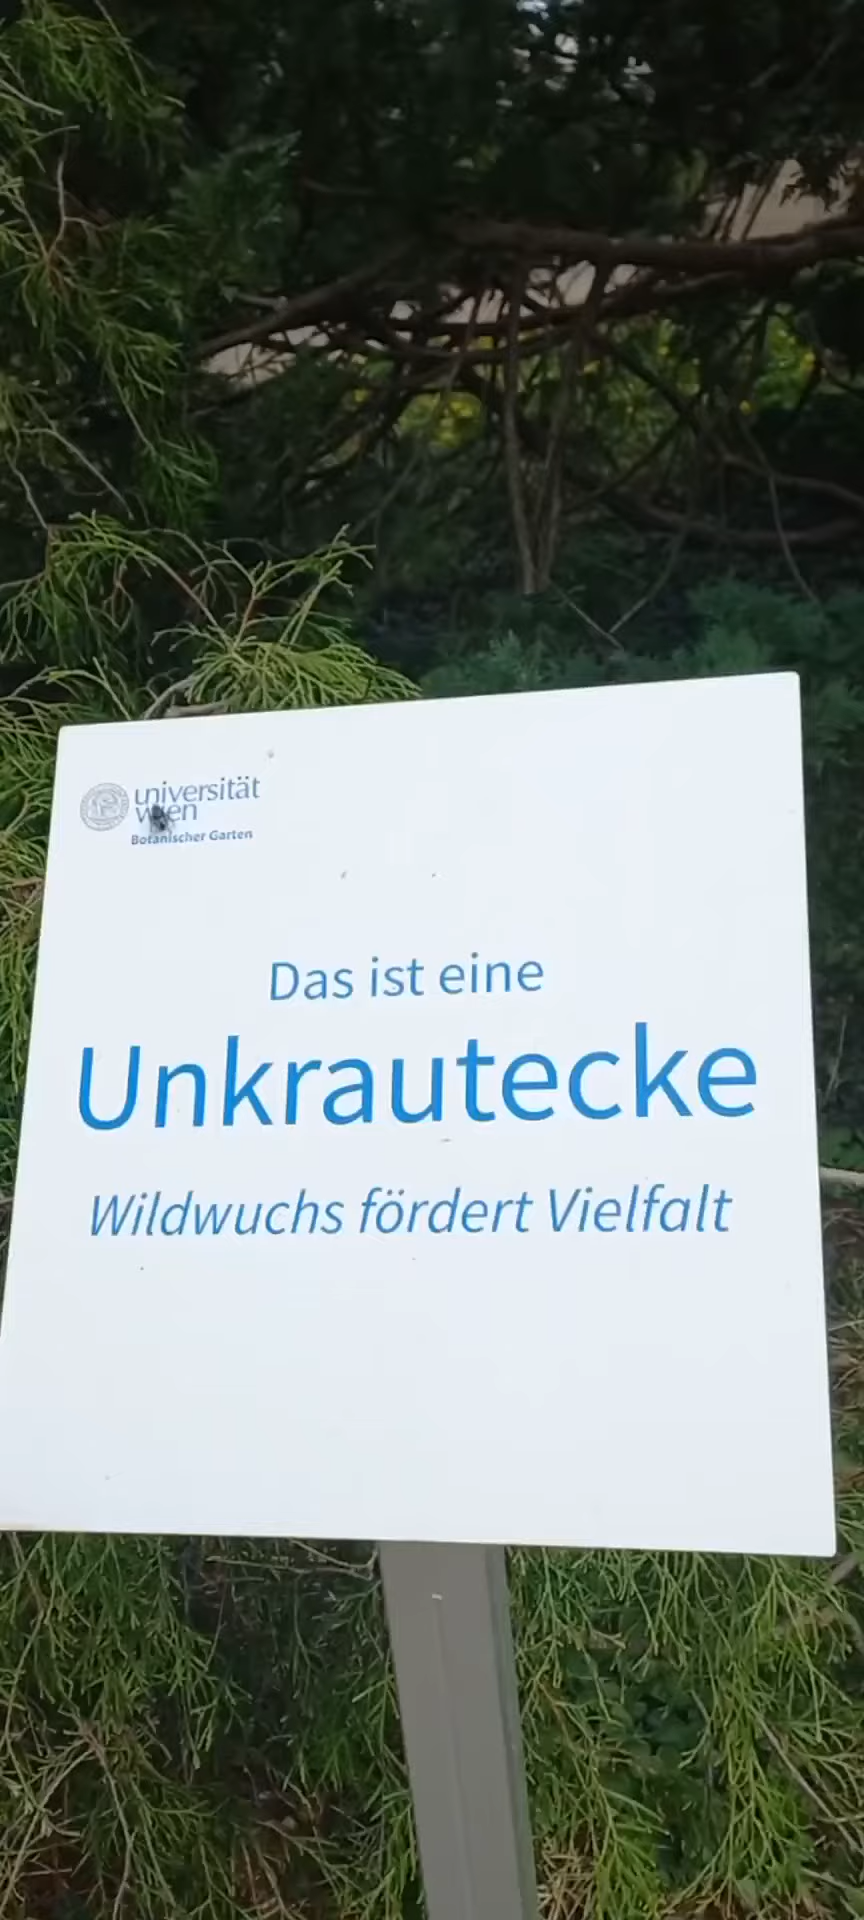 universität
wien
Botanischer Garten
Das ist eine
Unkrautecke
Wildwuchs fördert Vielfalt